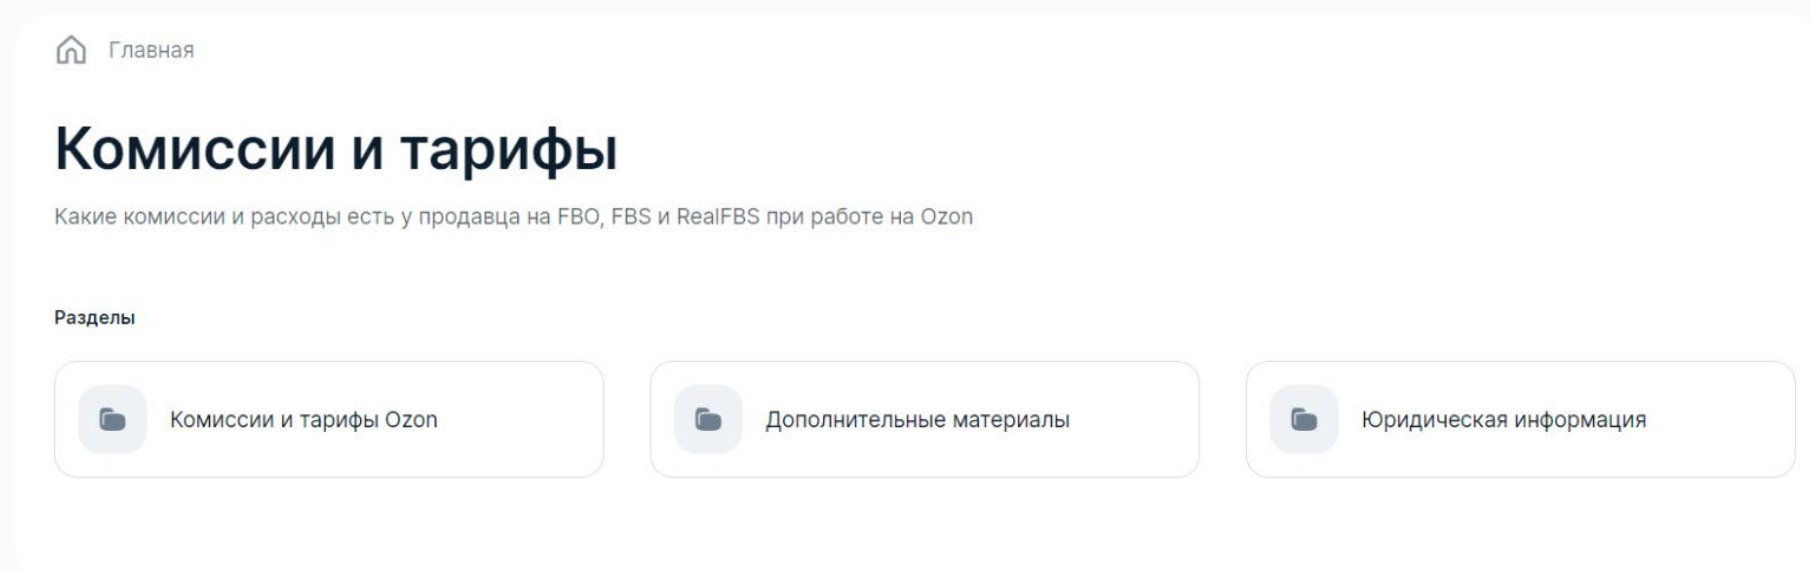 Главная
Комиссии и тарифы
Какие комиссии и расходы есть у продавца на FBO, FBS и RealFBS при работе на Ozon
Разделы
Комиссии и тарифы Ozon
Дополнительные материалы
Юридическая информация